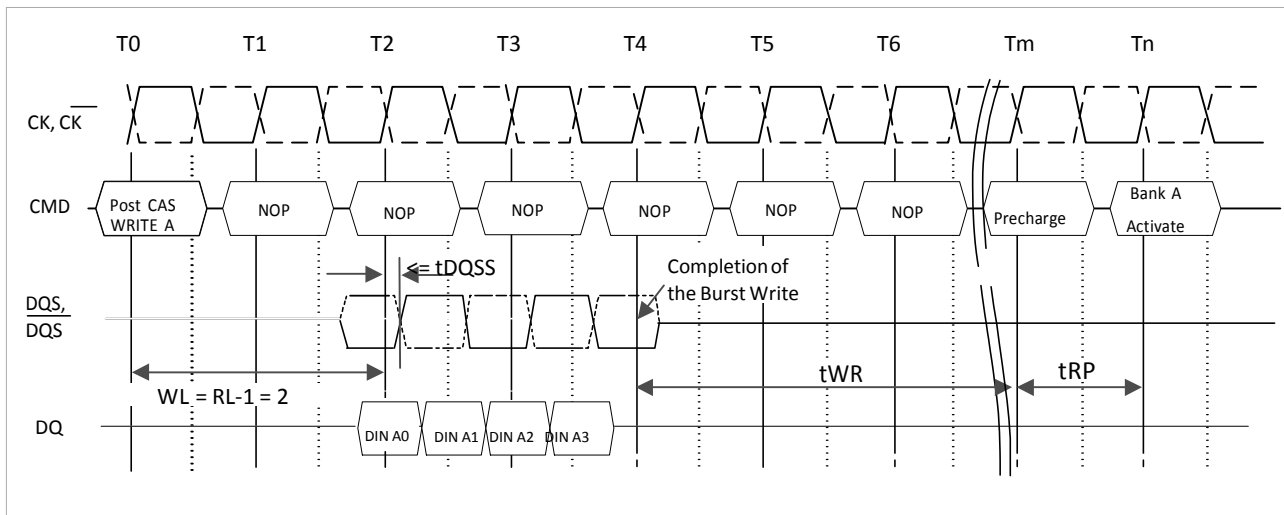 T0 T1 T2 T3 T4 T5 T6 Tm Tn
CK, CK
CMD
Post CAS
WRITE A
NOP
NOP
NOP
NOP
NOP
NOP
Precharge
Bank A
Activate
<= tDQSS
Completion of
the Burst Write
DQS,
DQS
WL = RL-1 = 2
tWR
tRP
DQ
DIN A0
DIN A1
DIN A2
DIN A3